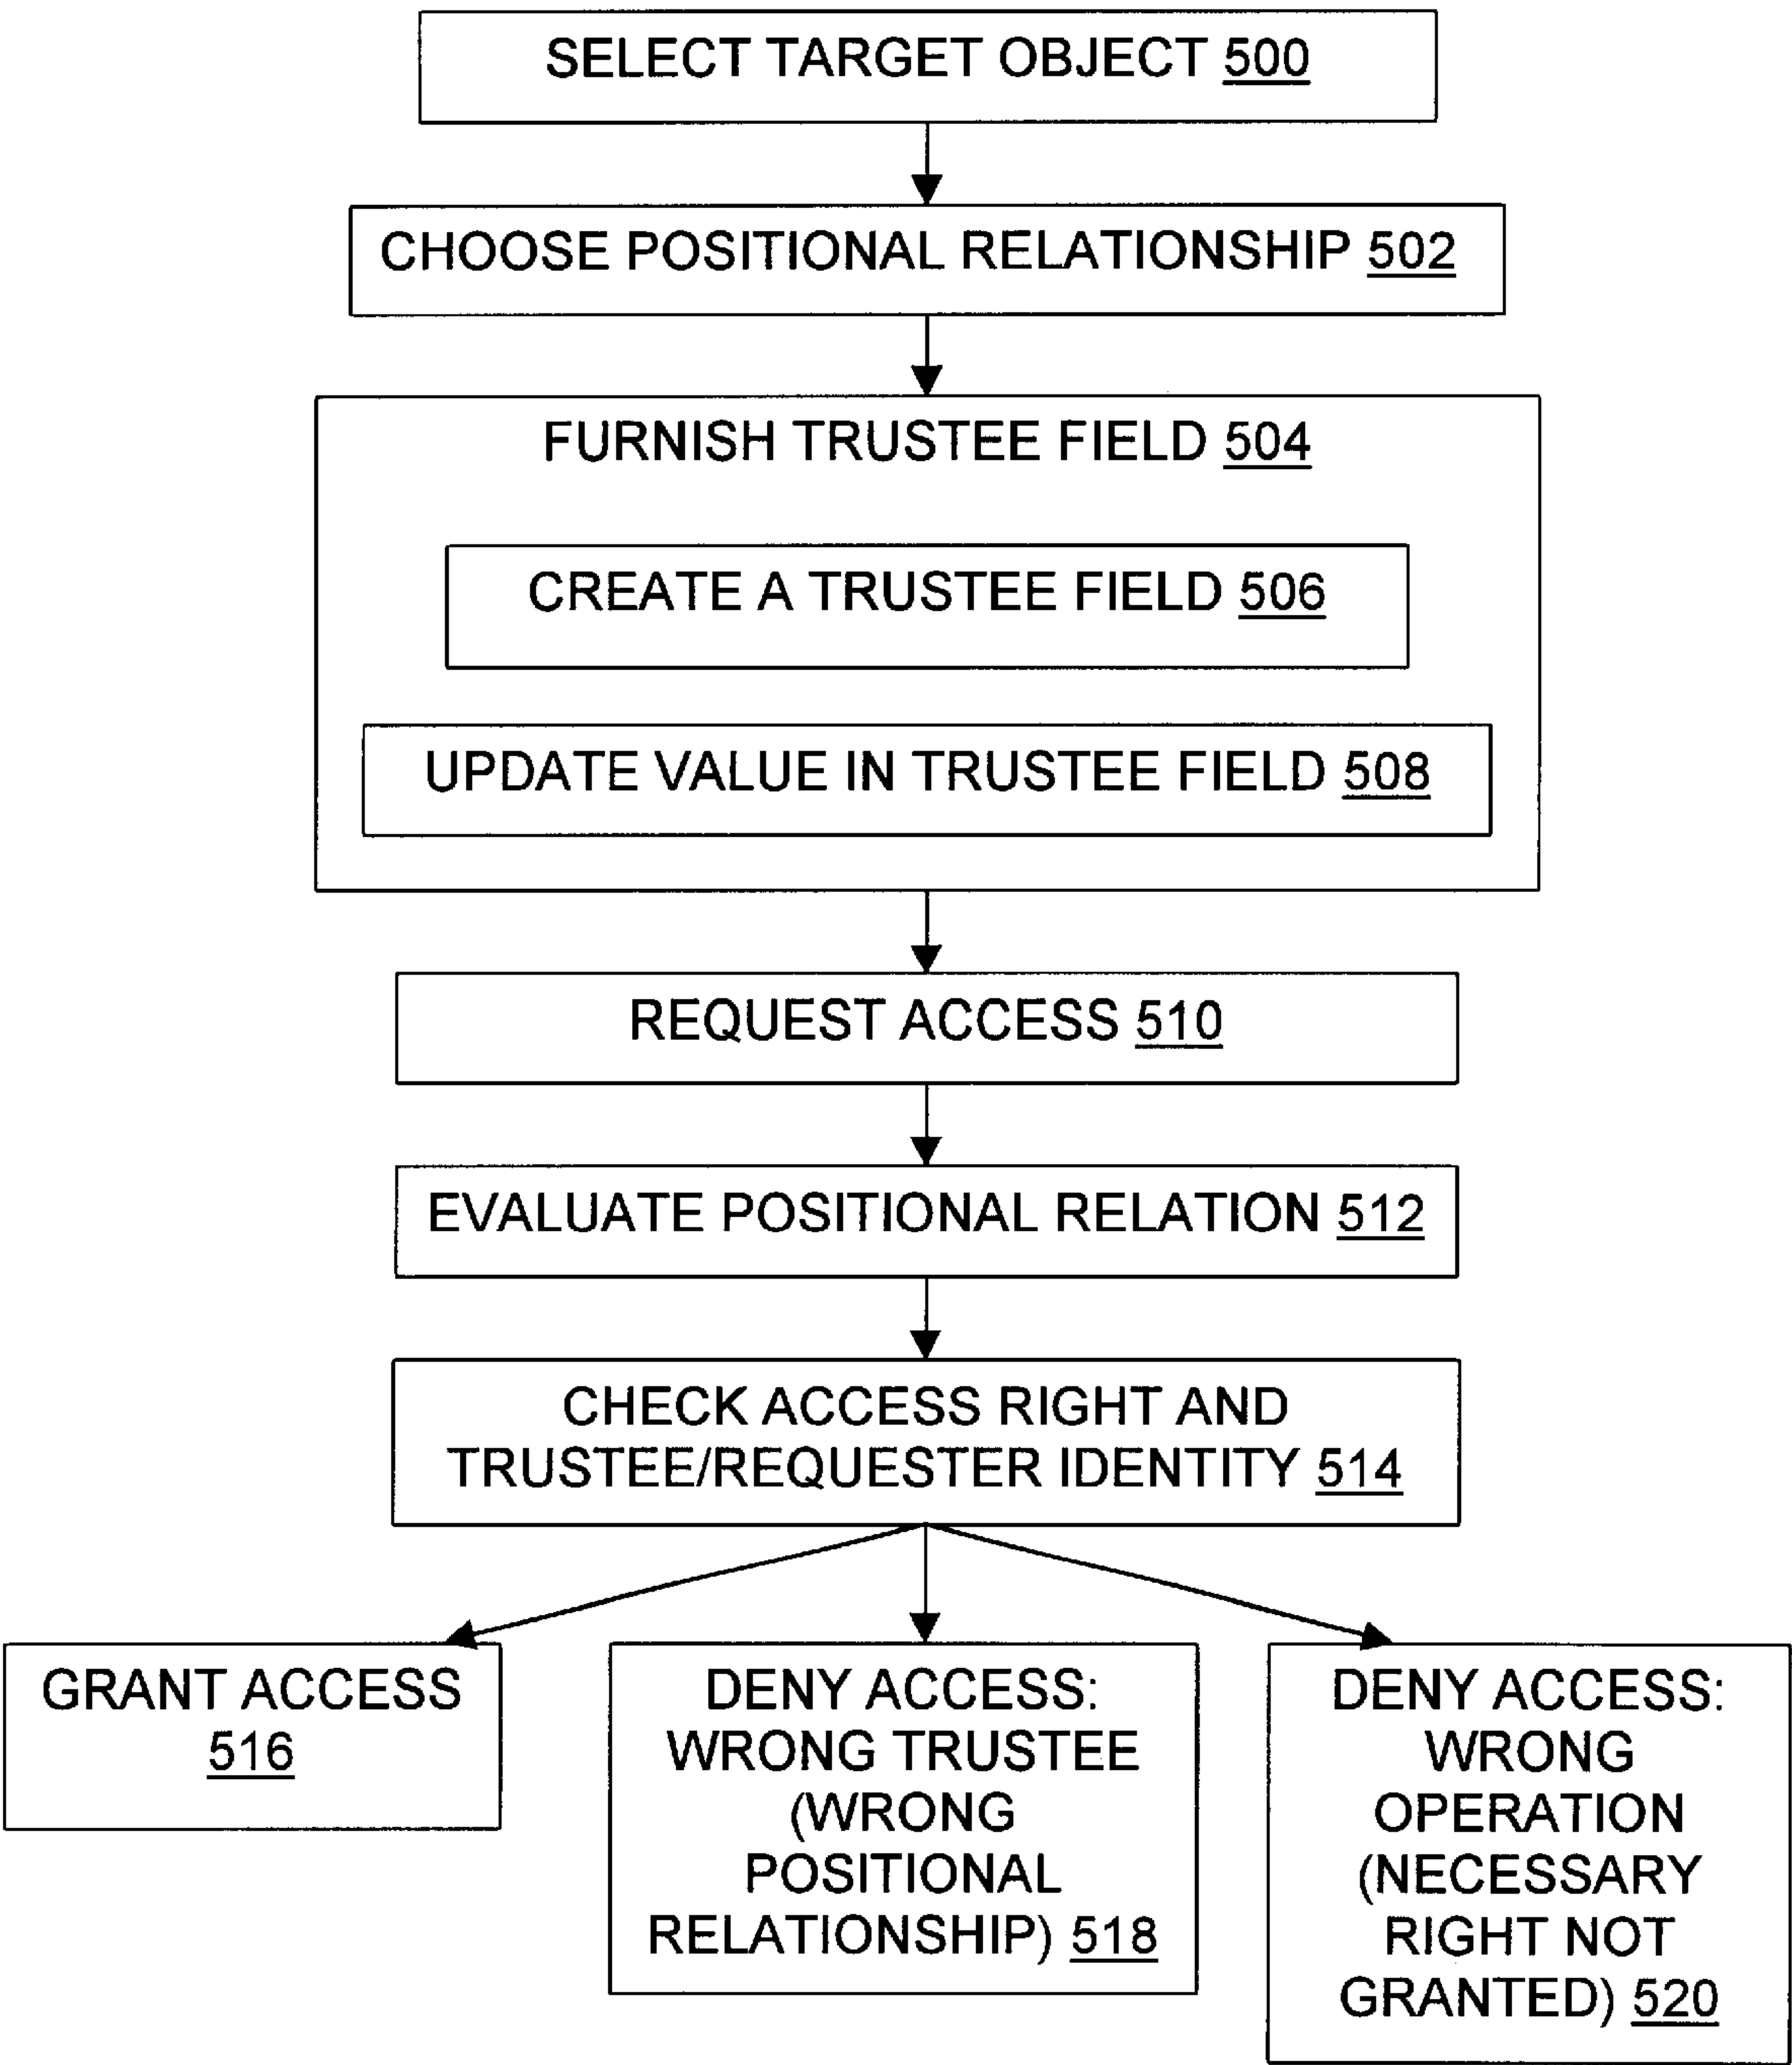 SELECT TARGET OBJECT 500
CHOOSE POSITIONAL RELATIONSHIP 502
FURNISH TRUSTEE FIELD 504
CREATE A TRUSTEE FIELD 506
UPDATE VALUE IN TRUSTEE FIELD 508
REQUEST ACCESS 510
EVALUATE POSITIONAL RELATION 512
CHECK ACCESS RIGHT AND
TRUSTEE/REQUESTER IDENTITY 514
GRANT ACCESS
516
DENY ACCESS:
WRONG TRUSTEE
(WRONG
POSITIONAL
RELATIONSHIP) 518
DENY ACCESS:
WRONG
OPERATION
(NECESSARY
RIGHT NOT
GRANTED) 520